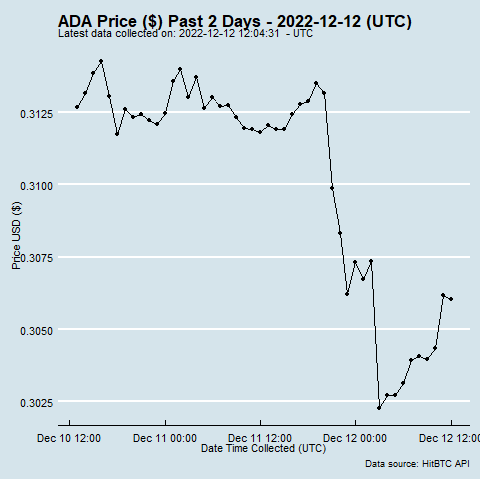 ADA Price ($) Past 2 Days - 2022-12-12 (UTC)
Latest data collected on: 2022-12-12 12:04:31 - UTC
0.3125
0.3100
0.3075
0.3050
0.3025
Price USD ($)
Dec 10 12:00 Dec 11 00:00 Dec 11 12:00 Dec 12 00:00 Dec 12 12:00
Date Time Collected (UTC)
Data source: HitBTC API